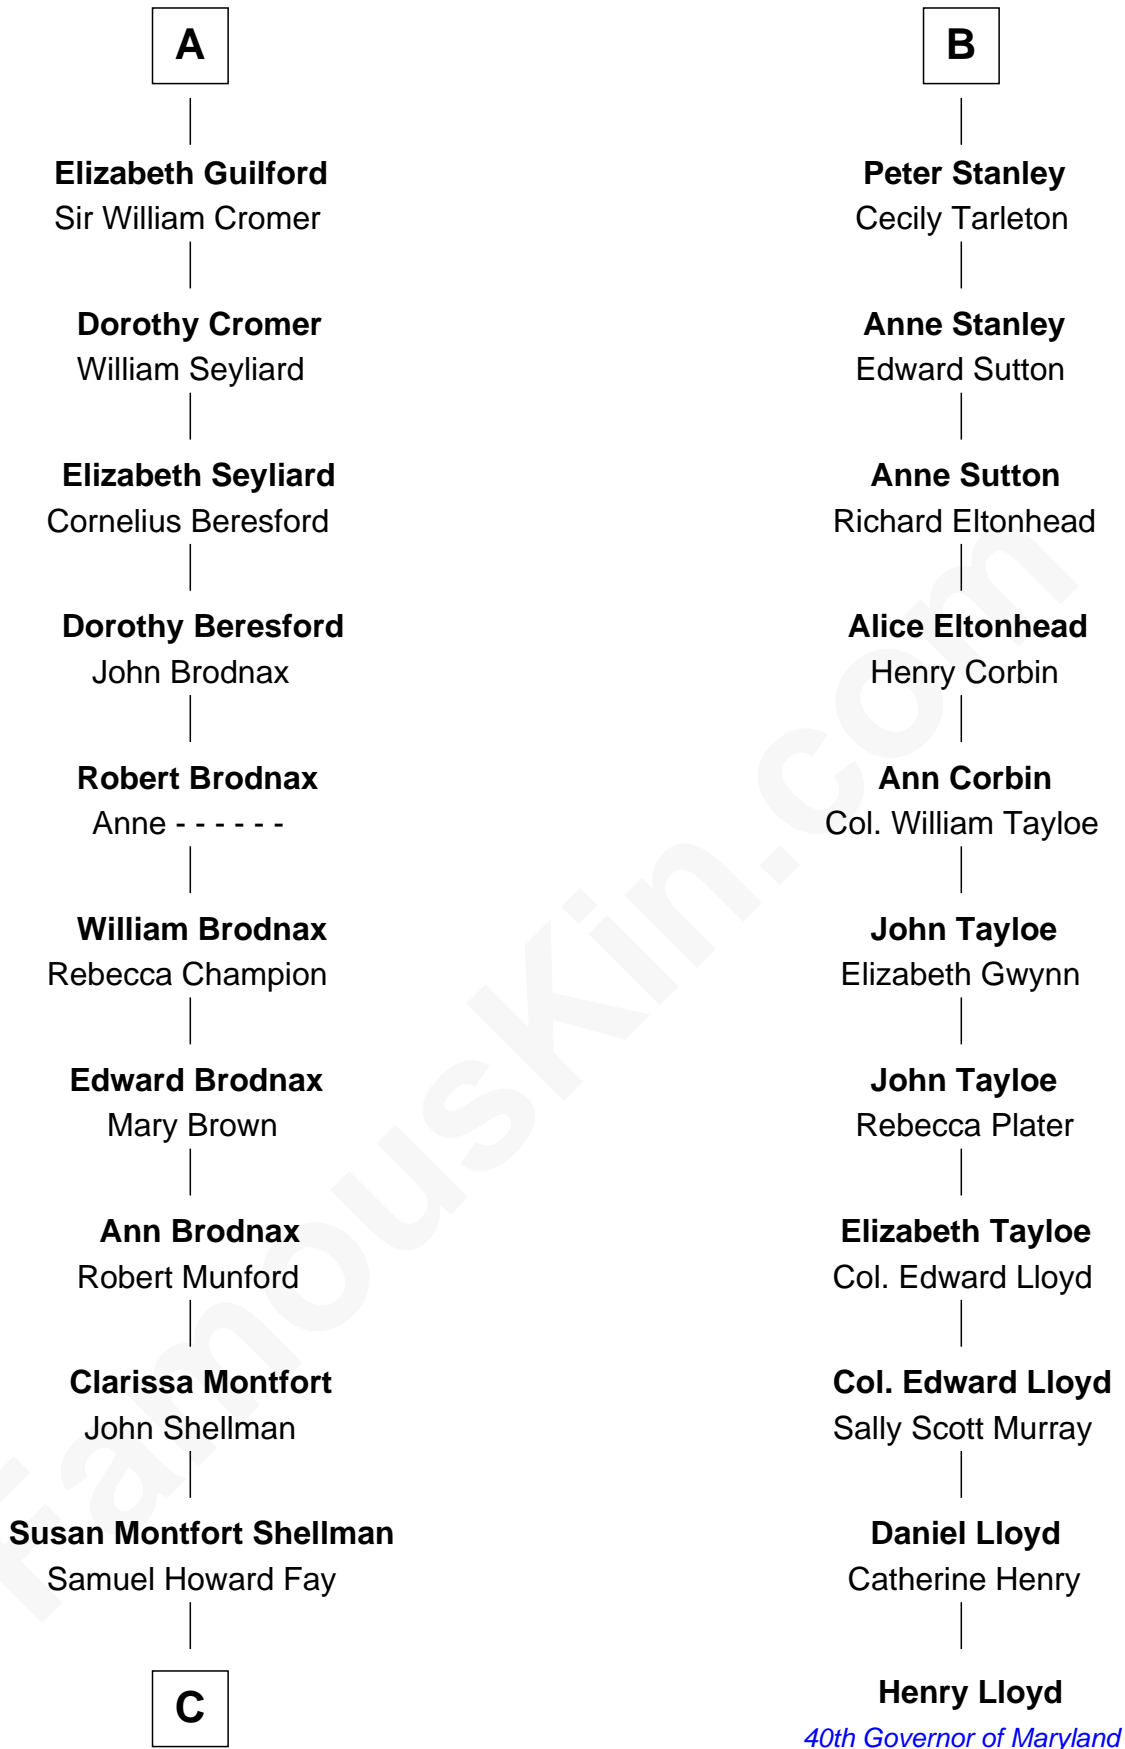 A
Elizabeth Guilford
Sir William Cromer
Dorothy Cromer
William Seyliard
Elizabeth Seyliard
Cornelius Beresford
Dorothy Beresford
John Brodnax
Robert Brodnax
Anne - - - - - -
William Brodnax
Rebecca Champion
Edward Brodnax
Mary Brown
Ann Brodnax
Robert Munford
Clarissa Montfort
John Shellman
Susan Montfort Shellman
Samuel Howard Fay
C
B
Peter Stanley
Cecily Tarleton
Anne Stanley
Edward Sutton
Anne Sutton
Richard Eltonhead
Alice Eltonhead
Henry Corbin
Ann Corbin
Col. William Tayloe
John Tayloe
Elizabeth Gwynn
John Tayloe
Rebecca Plater
Elizabeth Tayloe
Col. Edward Lloyd
Col. Edward Lloyd
Sally Scott Murray
Daniel Lloyd
Catherine Henry
Henry Lloyd
40th Governor of Maryland
FamousKin.com